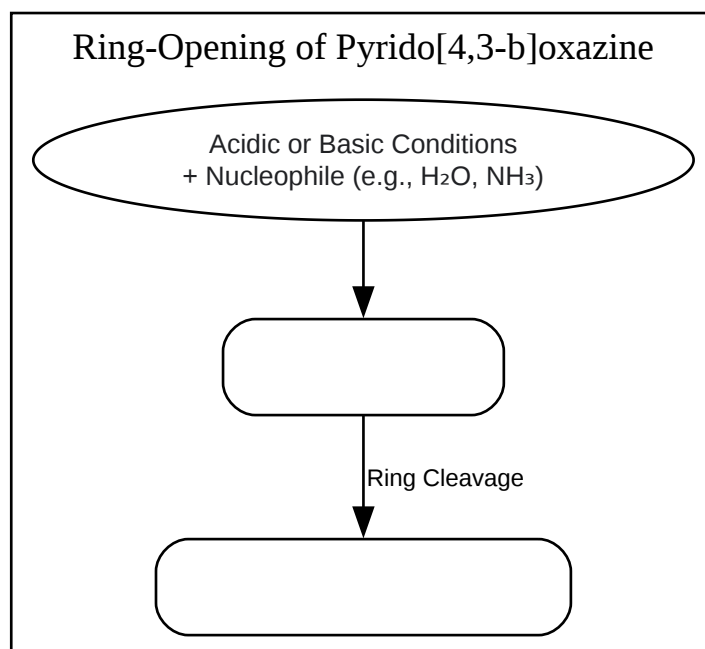 Ring-Opening of Pyrido[4,3-b]oxazine
Acidic or Basic Conditions
+ Nucleophile (e.g., H₂O, NH₃)
Ring Cleavage